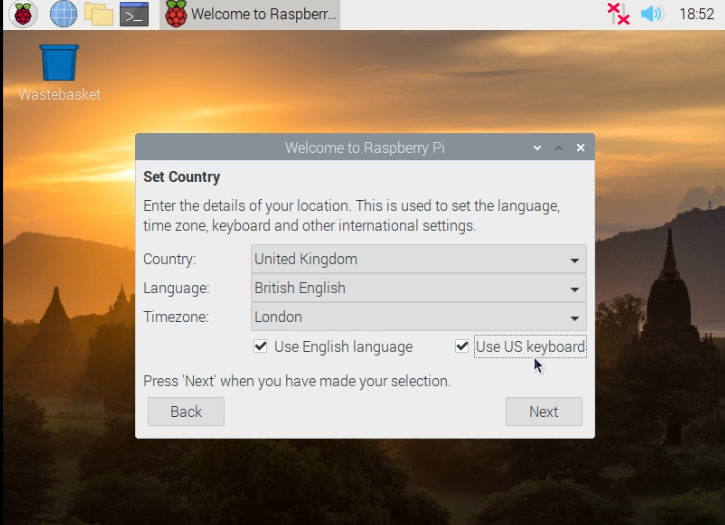 Welcome to Raspberr... 18:52
Wastebasket
Welcome to Raspberry Pi
Set Country
Enter the details of your location. This is used to set the language,
time zone, keyboard and other international settings.
Country: United Kingdom
Language: British English
Timezone: London
Use English language Use US keyboard
Press 'Next' when you have made your selection.
Back Next